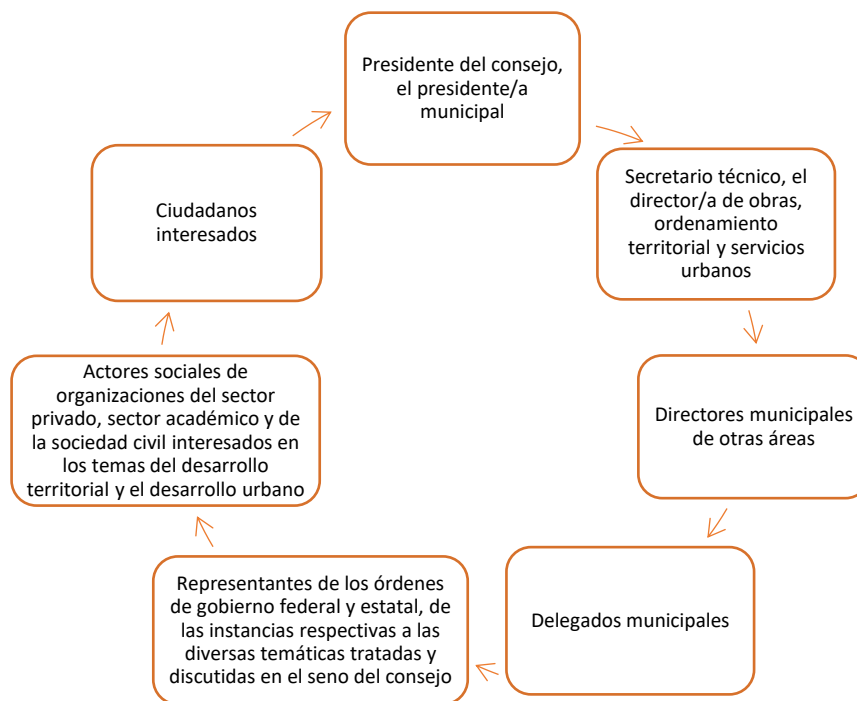 Presidente del consejo,
el presidente/a
municipal
Secretario técnico, el
director/a de obras,
ordenamiento
territorial y servicios
urbanos
Directores municipales
de otras áreas
Delegados municipales
Representantes de los órdenes
de gobierno federal y estatal, de
las instancias respectivas a las
diversas temáticas tratadas y
discutidas en el seno del consejo
Actores sociales de
organizaciones del sector
privado, sector académico y de
la sociedad civil interesados en
los temas del desarrollo
territorial y el desarrollo urbano
Ciudadanos
interesados